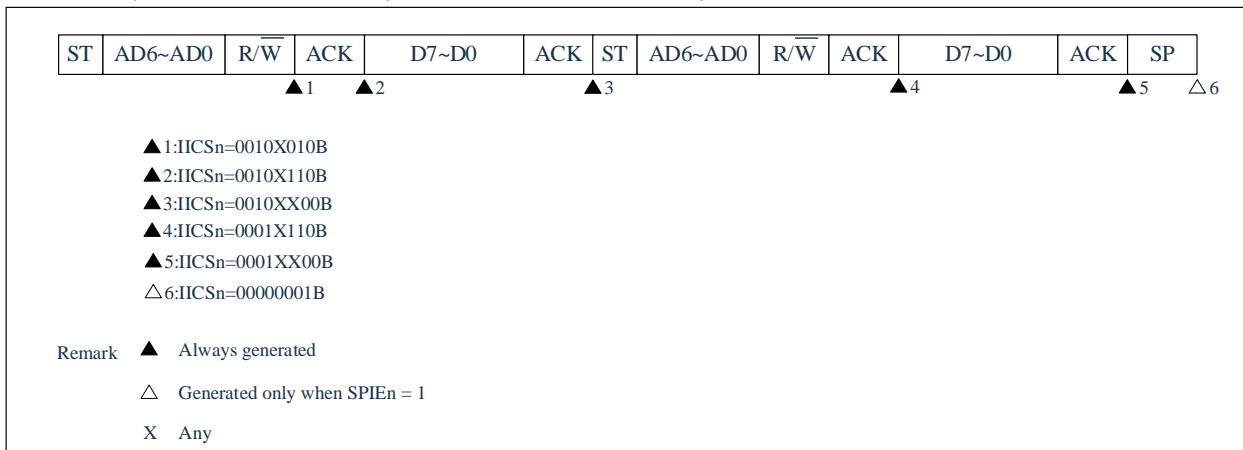 ST AD6~AD0 R/W̅ ACK D7~D0 ACK ST AD6~AD0 R/W̅ ACK D7~D0 ACK SP
▲1 ▲2 ▲3 ▲4 ▲5 △6
▲1:IICSn=0010X010B
▲2:IICSn=0010X110B
▲3:IICSn=0010XX00B
▲4:IICSn=0001X110B
▲5:IICSn=0001XX00B
△6:IICSn=00000001B
Remark ▲ Always generated
△ Generated only when SPIEn = 1
X Any